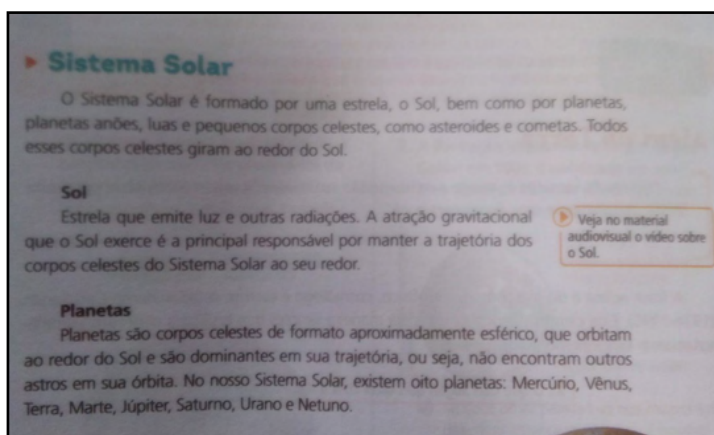 Sistema Solar
O Sistema Solar é formado por uma estrela, o Sol, bem como por planetas,
planetas anões, luas e pequenos corpos celestes, como asteroides e cometas. Todos
esses corpos celestes giram ao redor do Sol.
Sol
Estrela que emite luz e outras radiações. A atração gravitacional
que o Sol exerce é a principal responsável por manter a trajetória dos
corpos celestes do Sistema Solar ao seu redor.
Veja no material
audiovisual o vídeo sobre
o Sol.
Planetas
Planetas são corpos celestes de formato aproximadamente esférico, que orbitam
ao redor do Sol e são dominantes em sua trajetória, ou seja, não encontram outros
astros em sua órbita. No nosso Sistema Solar, existem oito planetas: Mercúrio, Vênus,
Terra, Marte, Júpiter, Saturno, Urano e Netuno.